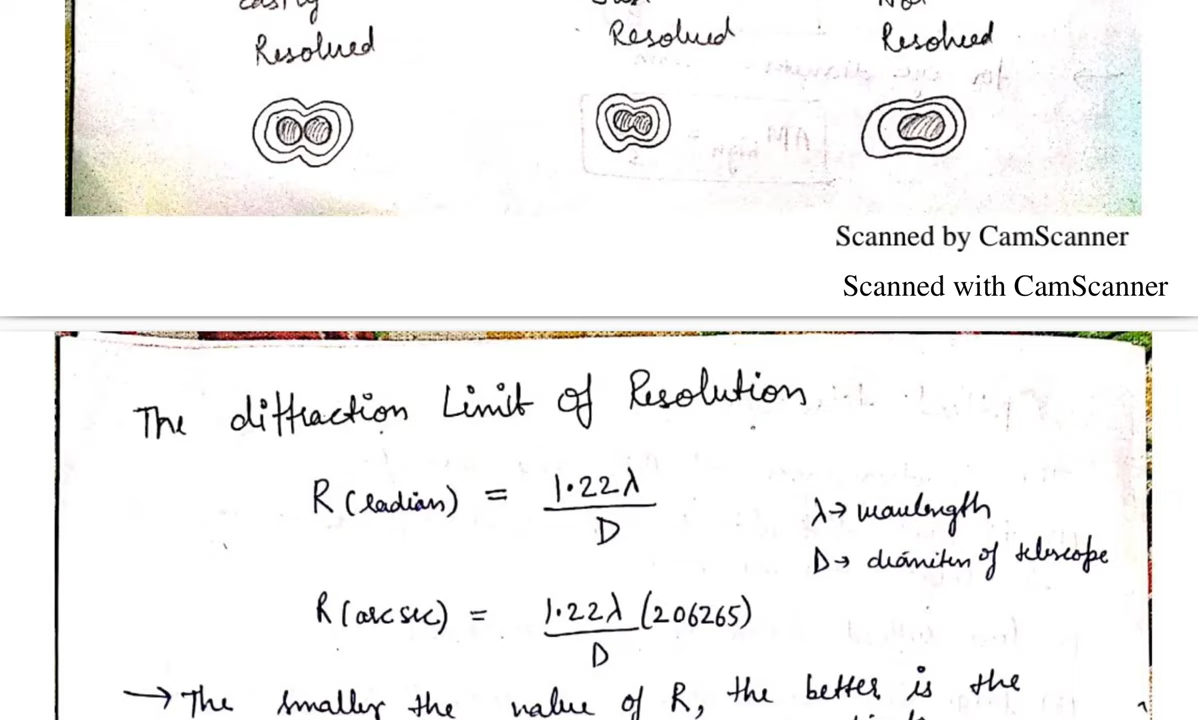 Resolved Resolved Resolved
Scanned by CamScanner
Scanned with CamScanner
The diffraction Limit of Resolution
R (radian) = 1.22λ / D
λ → wavelength
D → diameter of telescope
R (arc sec) = 1.22λ (206265) / D
→ The smaller the value of R, the better is the